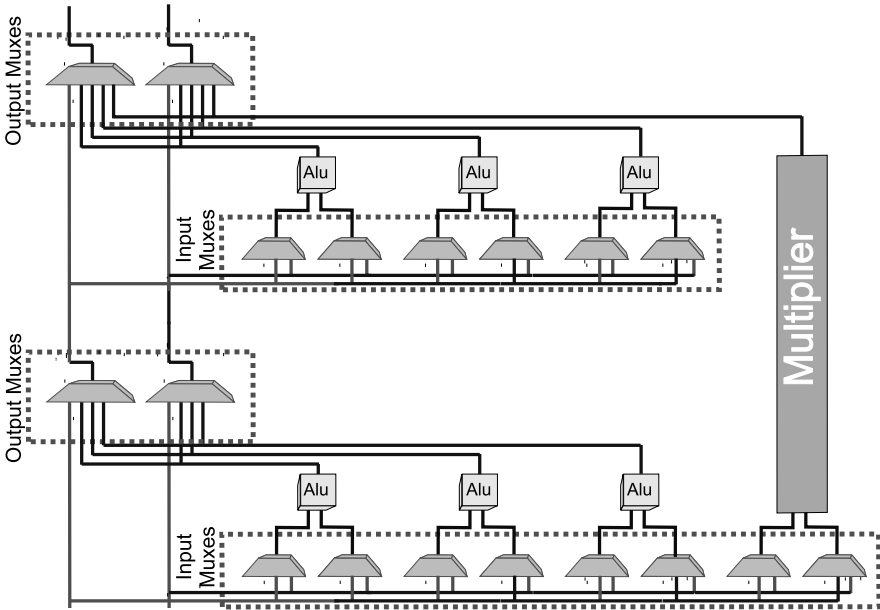 Output Muxes
Alu
Alu
Alu
Input
Muxes
Multiplier
Output Muxes
Alu
Alu
Alu
Input
Muxes